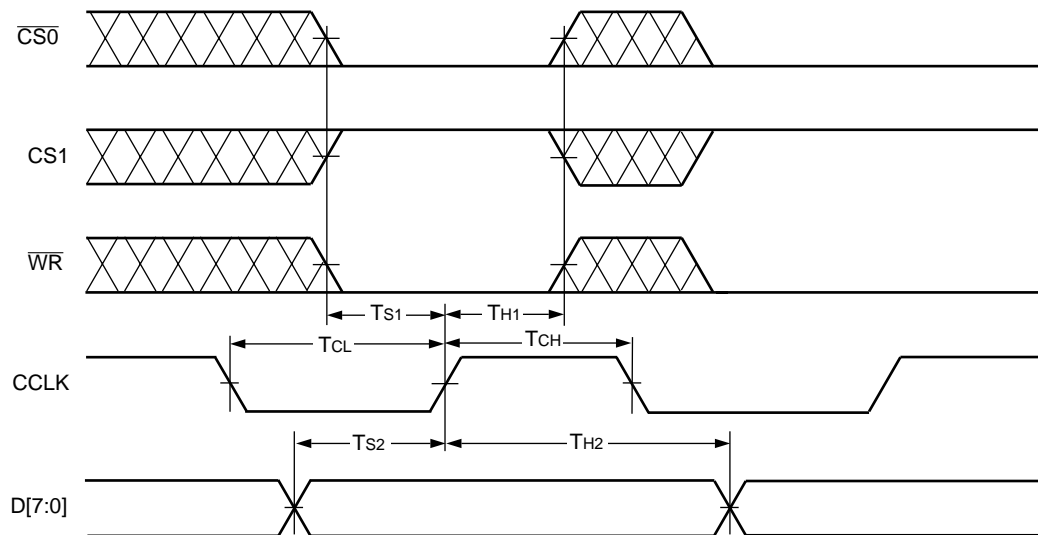 CS0
CS1
WR
TS1 TH1
TCL TCH
CCLK
TS2 TH2
D[7:0]